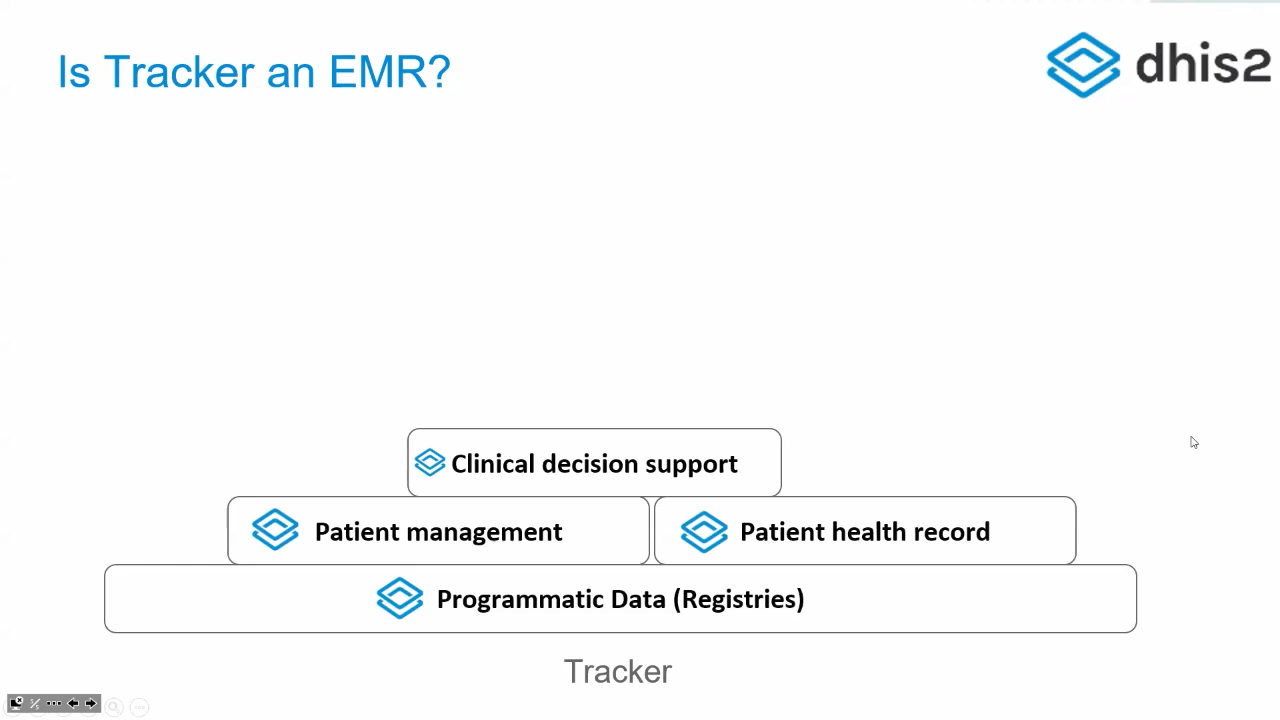 Is Tracker an EMR?
dhis2
Clinical decision support
Patient management
Patient health record
Programmatic Data (Registries)
Tracker